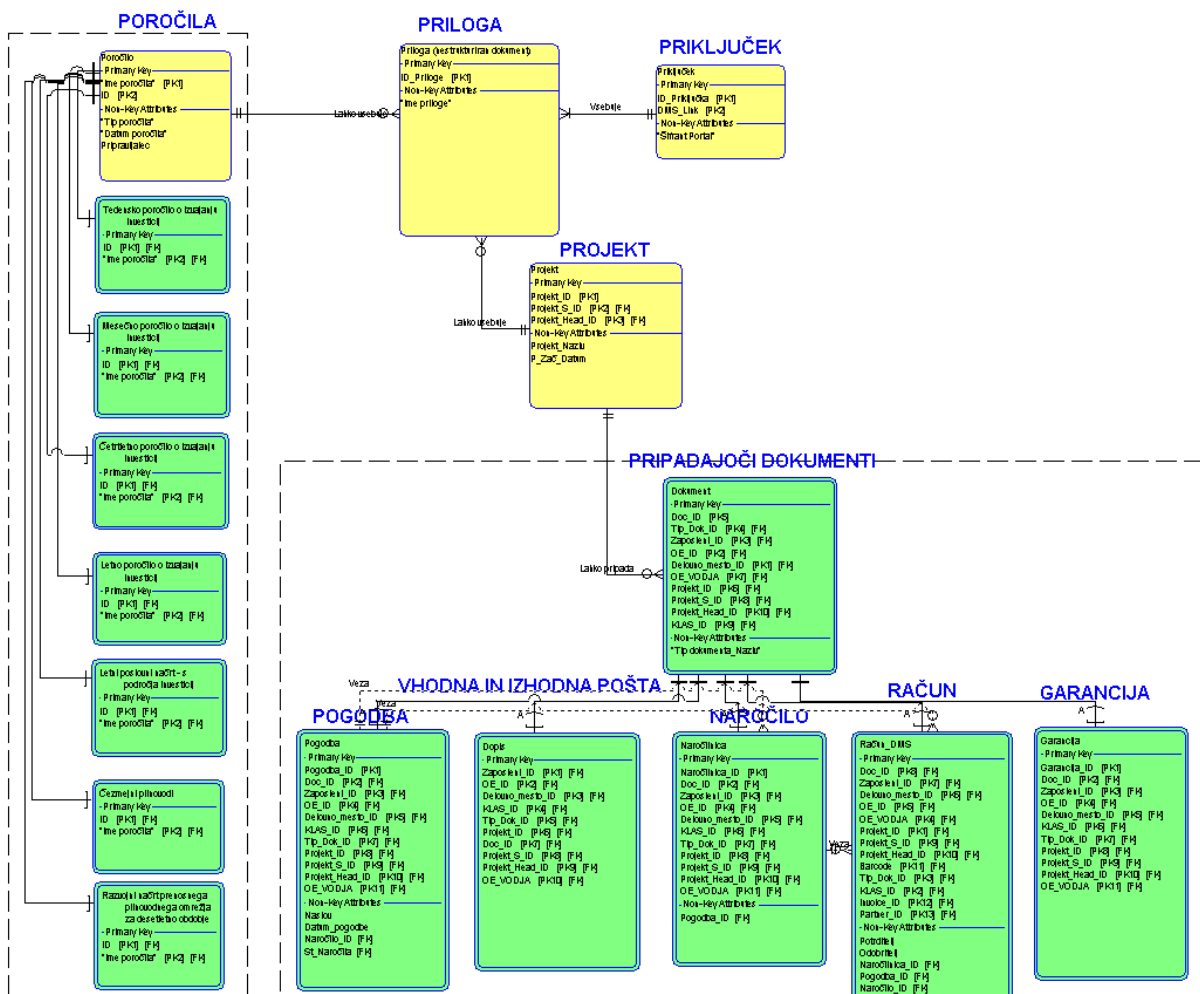 POROČILA
Poročilo
- Primary Key
"Ime poročila" [PK1]
ID [PK2]
- Non-Key Attributes
"Tip poročila"
"Datum poročila"
Pripravljalec
Tedensko poročilo o izvajanju
investicij
- Primary Key
ID [PK1] [FK]
"Ime poročila" [PK2] [FK]
Mesečno poročilo o izvajanju
investicij
- Primary Key
ID [PK1] [FK]
"Ime poročila" [PK2] [FK]
Četrtletno poročilo o izvajanju
investicij
- Primary Key
ID [PK1] [FK]
"Ime poročila" [PK2] [FK]
Letno poročilo o izvajanju
investicij
- Primary Key
ID [PK1] [FK]
"Ime poročila" [PK2] [FK]
Letni poslovni načrt - s
področja investicij
- Primary Key
ID [PK1] [FK]
"Ime poročila" [PK2] [FK]
Čezmejni plinovodi
- Primary Key
ID [PK1] [FK]
"Ime poročila" [PK2] [FK]
Razvojni načrt prenosnega
plinovodnega omrežja
za desetletno obdobje
- Primary Key
ID [PK1] [FK]
"Ime poročila" [PK2] [FK]
Lahko vsebuje
PRILOGA
Priloga (nestrukturiran dokument)
- Primary Key
ID_Priloge [PK1]
- Non-Key Attributes
"Ime priloge"
Vsebuje
PRIKLJUČEK
Priključek
- Primary Key
ID_Priključka [PK1]
DMS_Link [PK2]
- Non-Key Attributes
"Šifrant Portal"
Lahko vsebuje
PROJEKT
Projekt
- Primary Key
Projekt_ID [PK1]
Projekt_S_ID [PK2] [FK]
Projekt_Head_ID [PK3] [FK]
- Non-Key Attributes
Projekt_Naziv
P_Zač_Datum
PRIPADAJOČI DOKUMENTI
Lahko pripada
Dokument
- Primary Key
Doc_ID [PK5]
Tip_Dok_ID [PK4] [FK]
Zaposleni_ID [PK3] [FK]
OE_ID [PK2] [FK]
Delovno_mesto_ID [PK1] [FK]
OE_VODJA [PK7] [FK]
Projekt_ID [PK6] [FK]
Projekt_S_ID [PK8] [FK]
Projekt_Head_ID [PK10] [FK]
KLAS_ID [PK9] [FK]
- Non-Key Attributes
"Tip dokumenta_Naziv"
Veza
Veza
VHODNA IN IZHODNA POŠTA
POGODBA
NAROČILO
RAČUN
GARANCIJA
A
A
A
A
Pogodba
- Primary Key
Pogodba_ID [PK1]
Doc_ID [PK2] [FK]
Zaposleni_ID [PK3] [FK]
OE_ID [PK4] [FK]
Delovno_mesto_ID [PK5] [FK]
KLAS_ID [PK6] [FK]
Tip_Dok_ID [PK7] [FK]
Projekt_ID [PK8] [FK]
Projekt_S_ID [PK9] [FK]
Projekt_Head_ID [PK10] [FK]
OE_VODJA [PK11] [FK]
- Non-Key Attributes
Naslov
Datum_pogodbe
Naročilo_ID [FK]
St_Naročila [FK]
Dopis
- Primary Key
Zaposleni_ID [PK1] [FK]
OE_ID [PK2] [FK]
Delovno_mesto_ID [PK3] [FK]
KLAS_ID [PK4] [FK]
Tip_Dok_ID [PK5] [FK]
Projekt_ID [PK6] [FK]
Doc_ID [PK7] [FK]
Projekt_S_ID [PK8] [FK]
Projekt_Head_ID [PK9] [FK]
OE_VODJA [PK10] [FK]
Naročilnica
- Primary Key
Naročilnica_ID [PK1]
Doc_ID [PK2] [FK]
Zaposleni_ID [PK3] [FK]
OE_ID [PK4] [FK]
Delovno_mesto_ID [PK5] [FK]
KLAS_ID [PK6] [FK]
Tip_Dok_ID [PK7] [FK]
Projekt_ID [PK8] [FK]
Projekt_S_ID [PK9] [FK]
Projekt_Head_ID [PK10] [FK]
OE_VODJA [PK11] [FK]
- Non-Key Attributes
Pogodba_ID [FK]
Veza
Račun_DMS
- Primary Key
Doc_ID [PK8] [FK]
Zaposleni_ID [PK7] [FK]
Delovno_mesto_ID [PK6] [FK]
OE_ID [PK5] [FK]
OE_VODJA [PK4] [FK]
Projekt_ID [PK1] [FK]
Projekt_S_ID [PK9] [FK]
Projekt_Head_ID [PK10] [FK]
Barcode [PK11] [FK]
Tip_Dok_ID [PK3] [FK]
KLAS_ID [PK2] [FK]
Invoice_ID [PK12] [FK]
Partner_ID [PK13] [FK]
- Non-Key Attributes
Potrditelj
Odobritelj
Naročilnica_ID [FK]
Pogodba_ID [FK]
Naročilo_ID [FK]
Garancija
- Primary Key
Garancija_ID [PK1]
Doc_ID [PK2] [FK]
Zaposleni_ID [PK3] [FK]
OE_ID [PK4] [FK]
Delovno_mesto_ID [PK5] [FK]
KLAS_ID [PK6] [FK]
Tip_Dok_ID [PK7] [FK]
Projekt_ID [PK8] [FK]
Projekt_S_ID [PK9] [FK]
Projekt_Head_ID [PK10] [FK]
OE_VODJA [PK11] [FK]